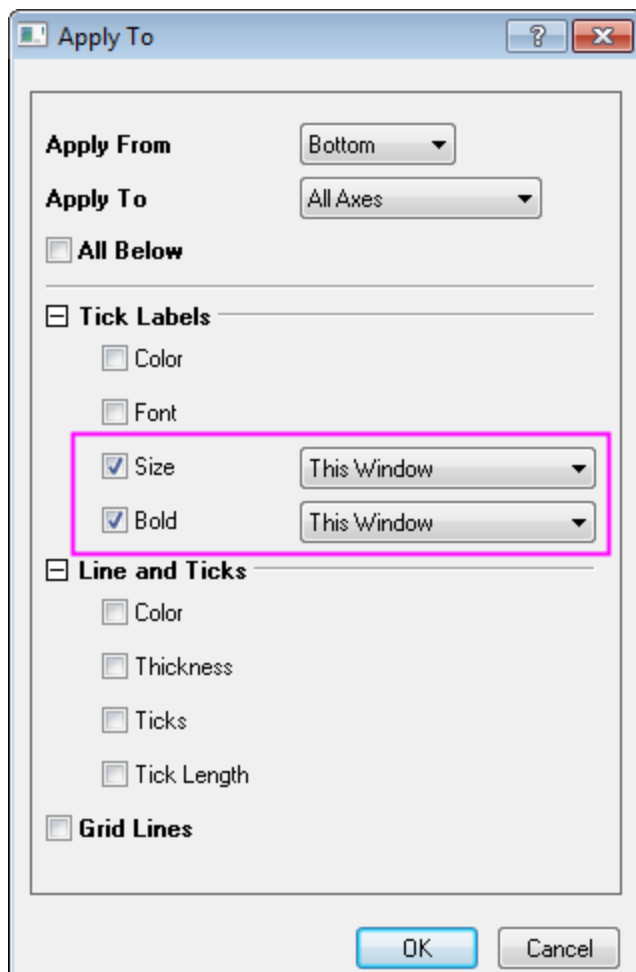 Apply To
Apply From Bottom
Apply To All Axes
All Below
Tick Labels
Color
Font
Size This Window
Bold This Window
Line and Ticks
Color
Thickness
Ticks
Tick Length
Grid Lines
OK Cancel